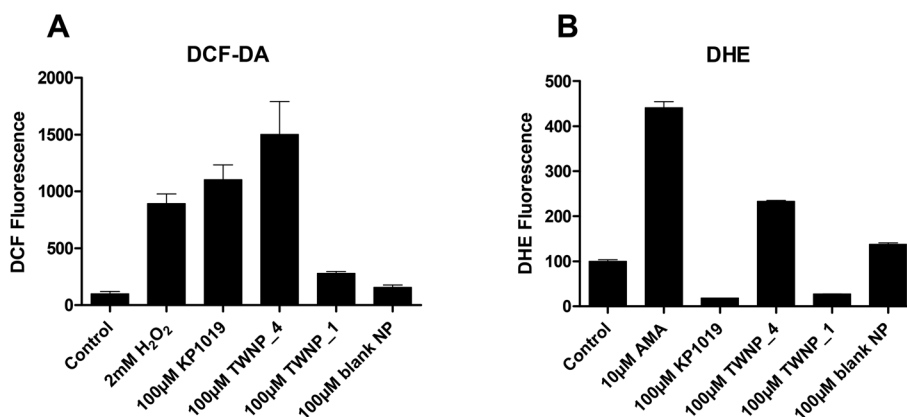 A
DCF-DA
DCF Fluorescence
2000
1500
1000
500
0
Control
2mM H₂O₂
100µM KP1019
100µM TWNP_4
100µM TWNP_1
100µM blank NP
B
DHE
DHE Fluorescence
500
400
300
200
100
0
Control
10µM AMA
100µM KP1019
100µM TWNP_4
100µM TWNP_1
100µM blank NP